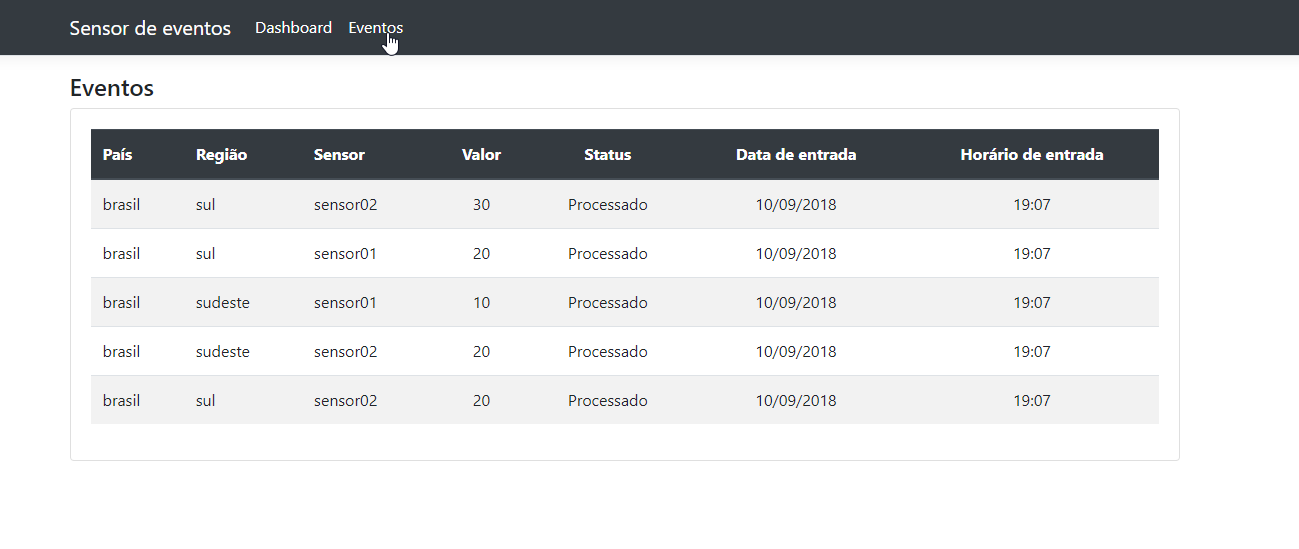 Sensor de eventos Dashboard Eventos
Eventos
País Região Sensor Valor Status Data de entrada Horário de entrada
brasil sul sensor02 30 Processado 10/09/2018 19:07
brasil sul sensor01 20 Processado 10/09/2018 19:07
brasil sudeste sensor01 10 Processado 10/09/2018 19:07
brasil sudeste sensor02 20 Processado 10/09/2018 19:07
brasil sul sensor02 20 Processado 10/09/2018 19:07